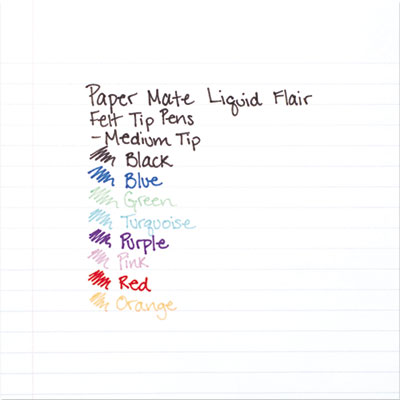 Paper Mate Liquid Flair
Felt Tip Pens
-Medium Tip
Black
Blue
Green
Turquoise
Purple
Pink
Red
Orange